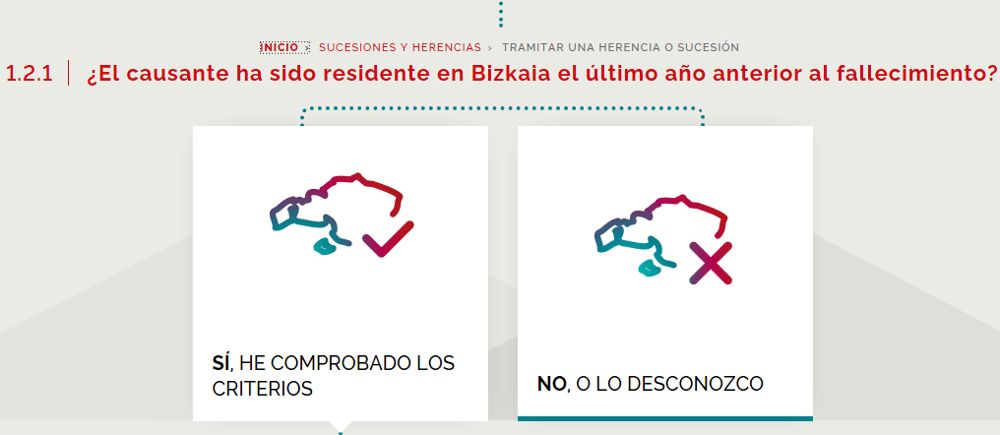 INICIO › SUCESIONES Y HERENCIAS › TRAMITAR UNA HERENCIA O SUCESIÓN
1.2.1 ¿El causante ha sido residente en Bizkaia el último año anterior al fallecimiento?
SÍ, HE COMPROBADO LOS
CRITERIOS
NO, O LO DESCONOZCO